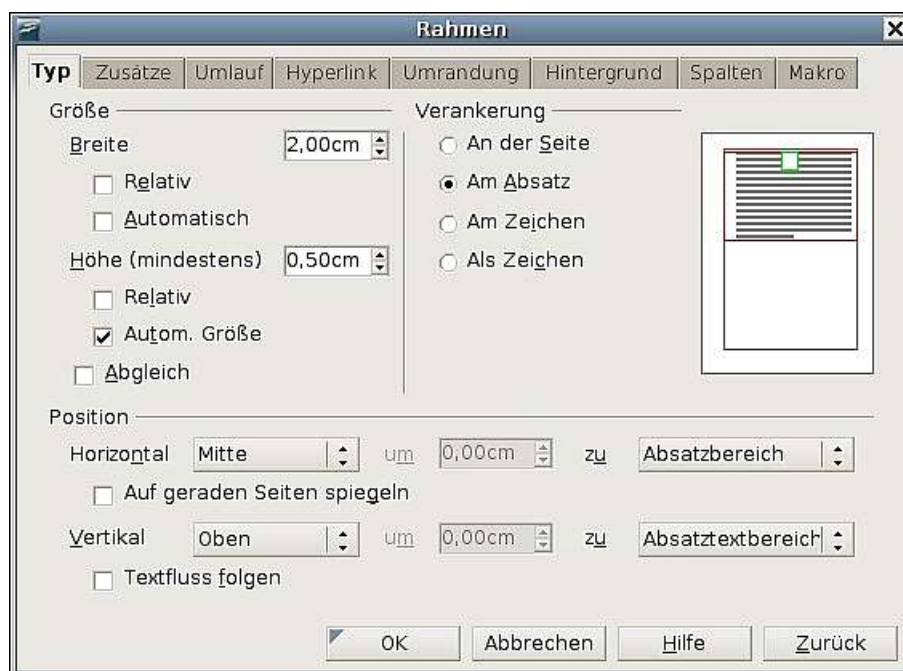 Rahmen
Typ Zusätze Umlauf Hyperlink Umrandung Hintergrund Spalten Makro
Größe
Breite 2,00cm
Relativ
Automatisch
Höhe (mindestens) 0,50cm
Relativ
Autom. Größe
Abgleich
Verankerung
An der Seite
Am Absatz
Am Zeichen
Als Zeichen
Position
Horizontal Mitte um 0,00cm zu Absatzbereich
Auf geraden Seiten spiegeln
Vertikal Oben um 0,00cm zu Absatztextbereich
Textfluss folgen
OK Abbrechen Hilfe Zurück